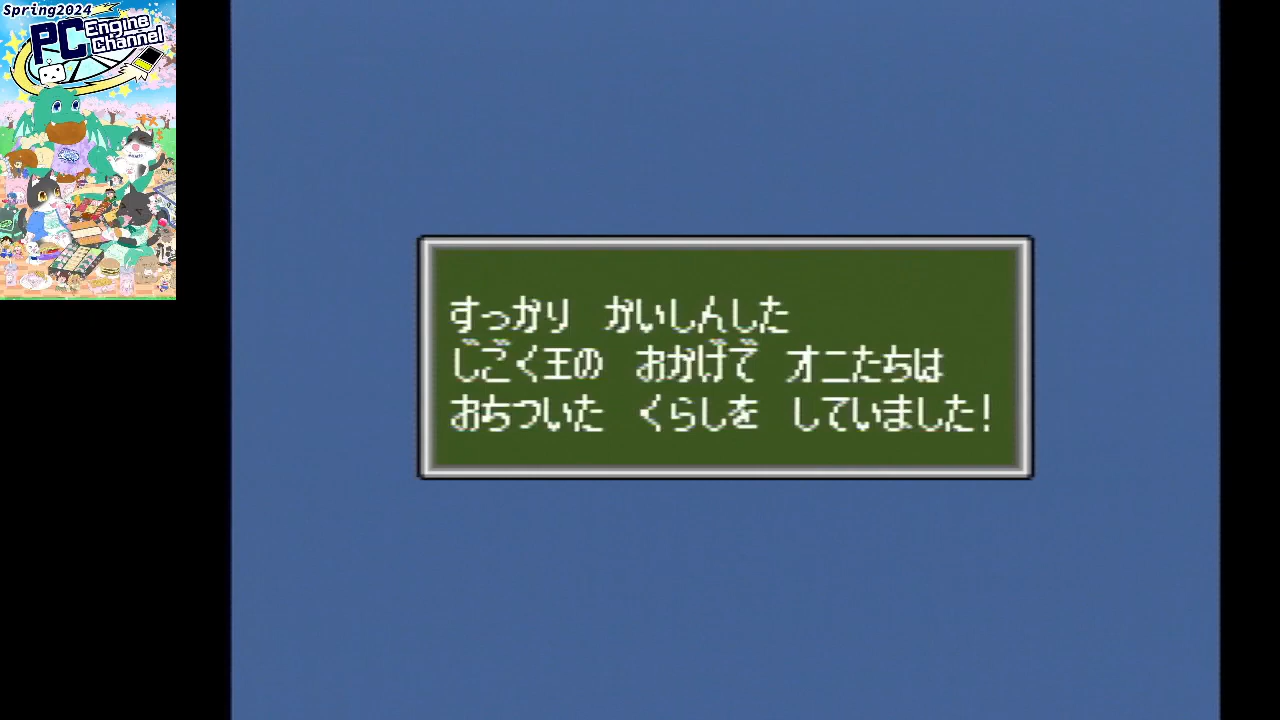 Spring2024
PC Engine
Channel
すっかり かいしんした
じごく王の おかげで オニたちは
おちついた くらしを していました!